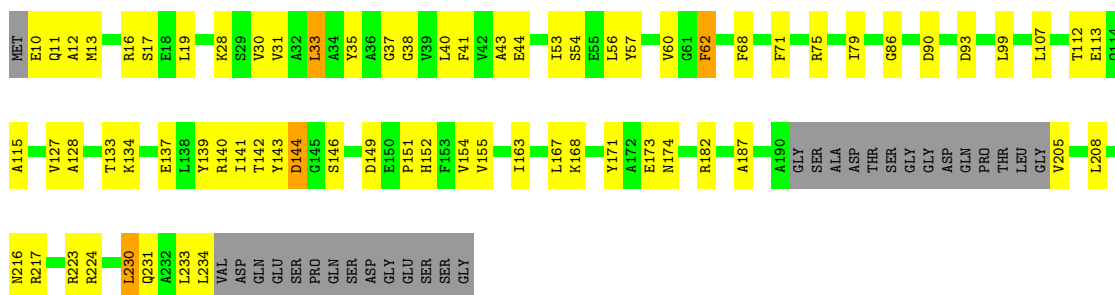 MET E10 Q11 A12 M13 R16 S17 E18 L19 K28 S29 V30 V31 A32 L33 A34 Y35 A36 G37 G38 V39 L40 F41 V42 A43 E44 I53 S54 E55 L56 Y57 V60 G61 F62 F68 F71 R75 I79 G86 D90 D93 L99 L107 T112 E113
A115 V127 A128 T133 K134 E137 L138 Y139 R140 I141 T142 Y143 D144 G145 S146 D149 E150 P151 H152 F153 V154 V155 I163 L167 K168 Y171 A172 E173 N174 R182 A187 A190 GLY SER ALA ASP THR SER GLY GLY ASP GLN PRO THR LEU GLY V205 L208
N216 R217 R223 R224 L230 Q231 A232 L233 L234 VAL ASP GLN GLU SER PRO GLN SER ASP GLY GLU SER SER GLY